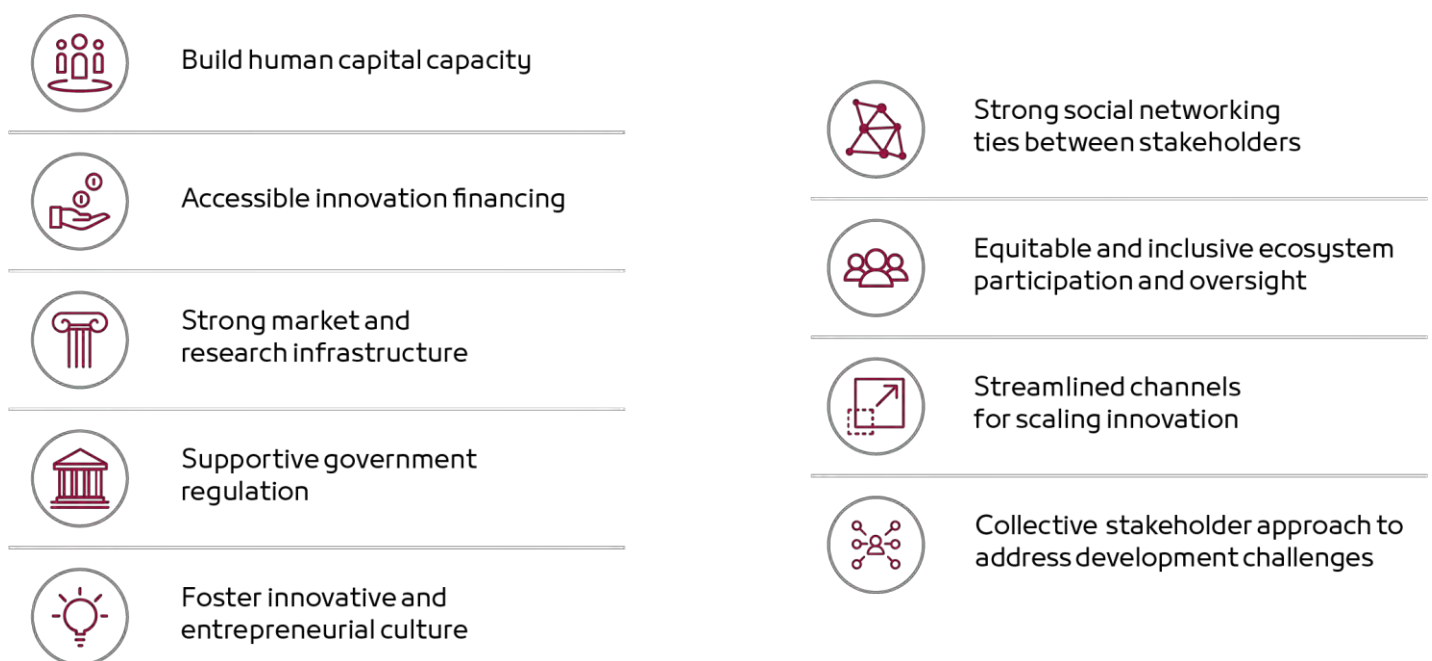 Build human capital capacity
Accessible innovation financing
Strong market and
research infrastructure
Supportive government
regulation
Foster innovative and
entrepreneurial culture
Strong social networking
ties between stakeholders
Equitable and inclusive ecosystem
participation and oversight
Streamlined channels
for scaling innovation
Collective stakeholder approach to
address development challenges